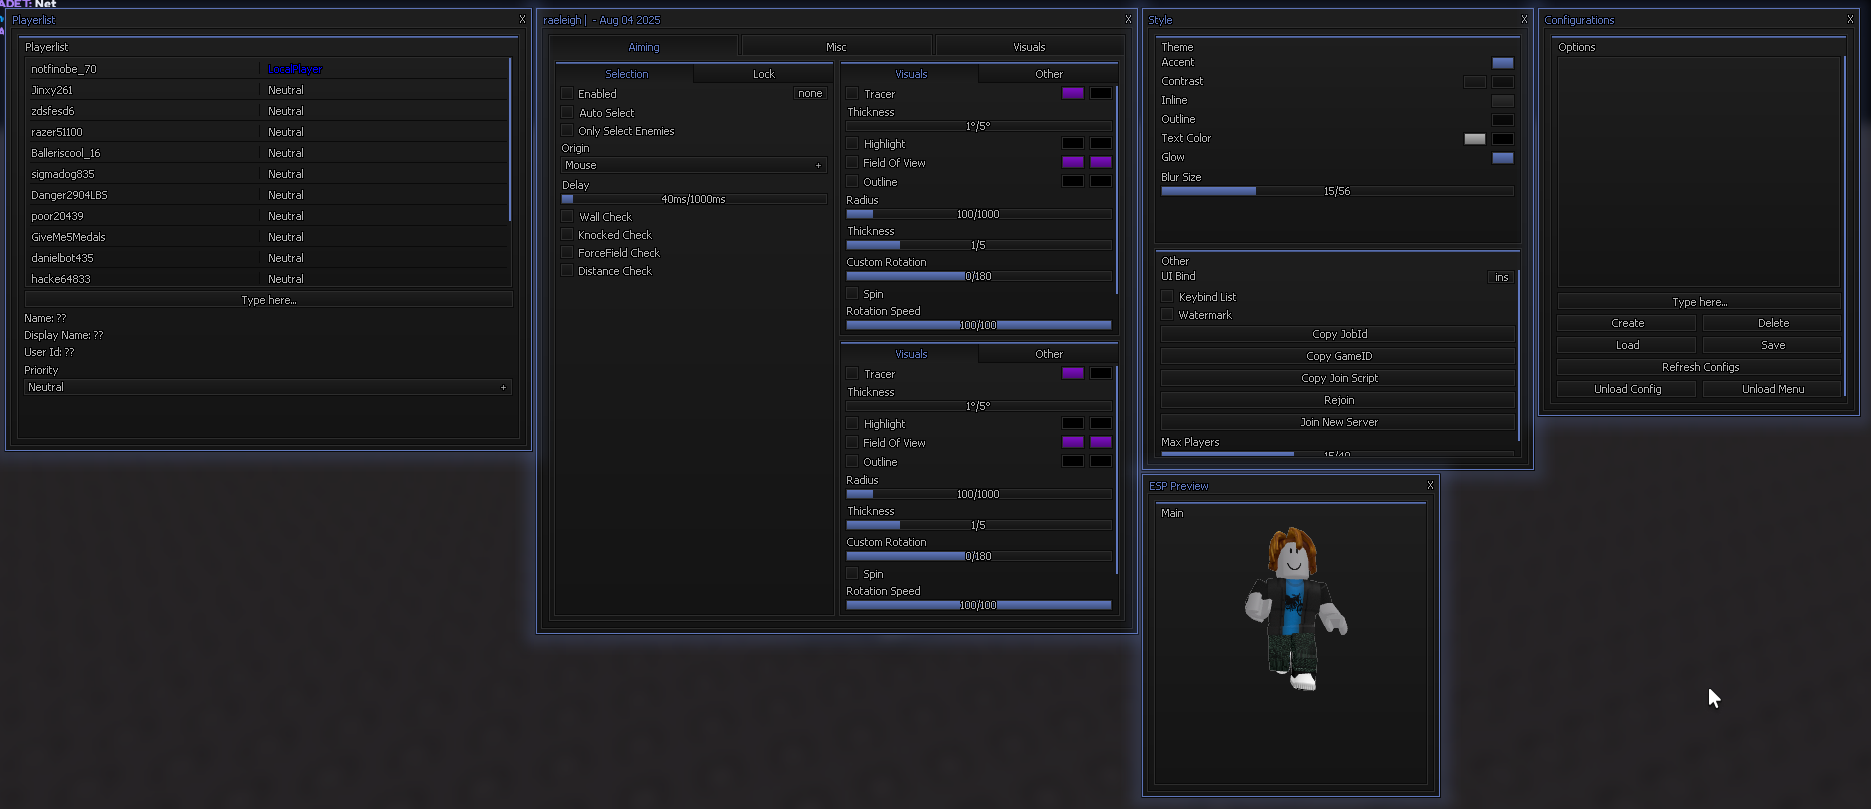 ADET: Net
Playerlist X
Playerlist
notfinobe_70 LocalPlayer
Jinxy261 Neutral
zdsfesd6 Neutral
razer51100 Neutral
Balleriscool_16 Neutral
sigmadog835 Neutral
Danger2904LBS Neutral
poor20439 Neutral
GiveMe5Medals Neutral
danielbot435 Neutral
hacke64833 Neutral
Type here...
Name: ??
Display Name: ??
User Id: ??
Priority
Neutral +
raeleigh | - Aug 04 2025 X
Aiming Misc Visuals
Selection Lock
Enabled none
Auto Select
Only Select Enemies
Origin
Mouse +
Delay
40ms/1000ms
Wall Check
Knocked Check
ForceField Check
Distance Check
Visuals Other
Tracer
Thickness
1°/5°
Highlight
Field Of View
Outline
Radius
100/1000
Thickness
1/5
Custom Rotation
0/180
Spin
Rotation Speed
100/100
Visuals Other
Tracer
Thickness
1°/5°
Highlight
Field Of View
Outline
Radius
100/1000
Thickness
1/5
Custom Rotation
0/180
Spin
Rotation Speed
100/100
Style X
Theme
Accent
Contrast
Inline
Outline
Text Color
Glow
Blur Size
15/56
Other
UI Bind ins
Keybind List
Watermark
Copy JobId
Copy GameID
Copy Join Script
Rejoin
Join New Server
Max Players
15/40
ESP Preview X
Main
Configurations X
Options
Type here...
Create Delete
Load Save
Refresh Configs
Unload Config Unload Menu